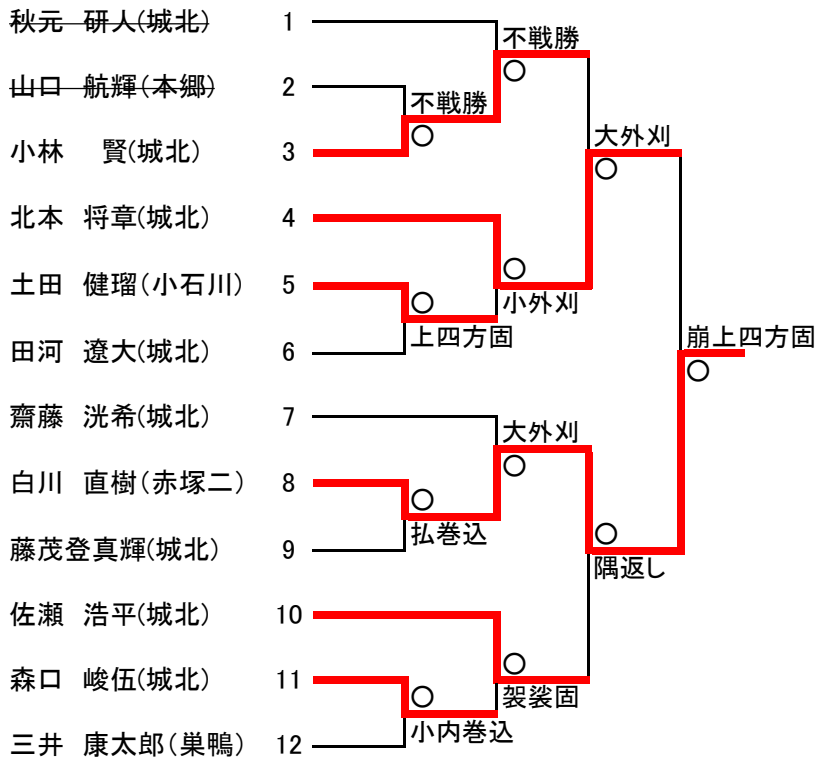 秋元 研人(城北) 1
不戦勝
山口 航輝(本郷) 2
不戦勝
小林 賢(城北) 3
大外刈
北本 将章(城北) 4
土田 健瑠(小石川) 5
小外刈
上四方固
崩上四方固
田河 遼大(城北) 6
齋藤 洸希(城北) 7
大外刈
白川 直樹(赤塚二) 8
払巻込
藤茂登真輝(城北) 9
隅返し
佐瀬 浩平(城北) 10
森口 峻伍(城北) 11
袈裟固
小内巻込
三井 康太郎(巣鴨) 12